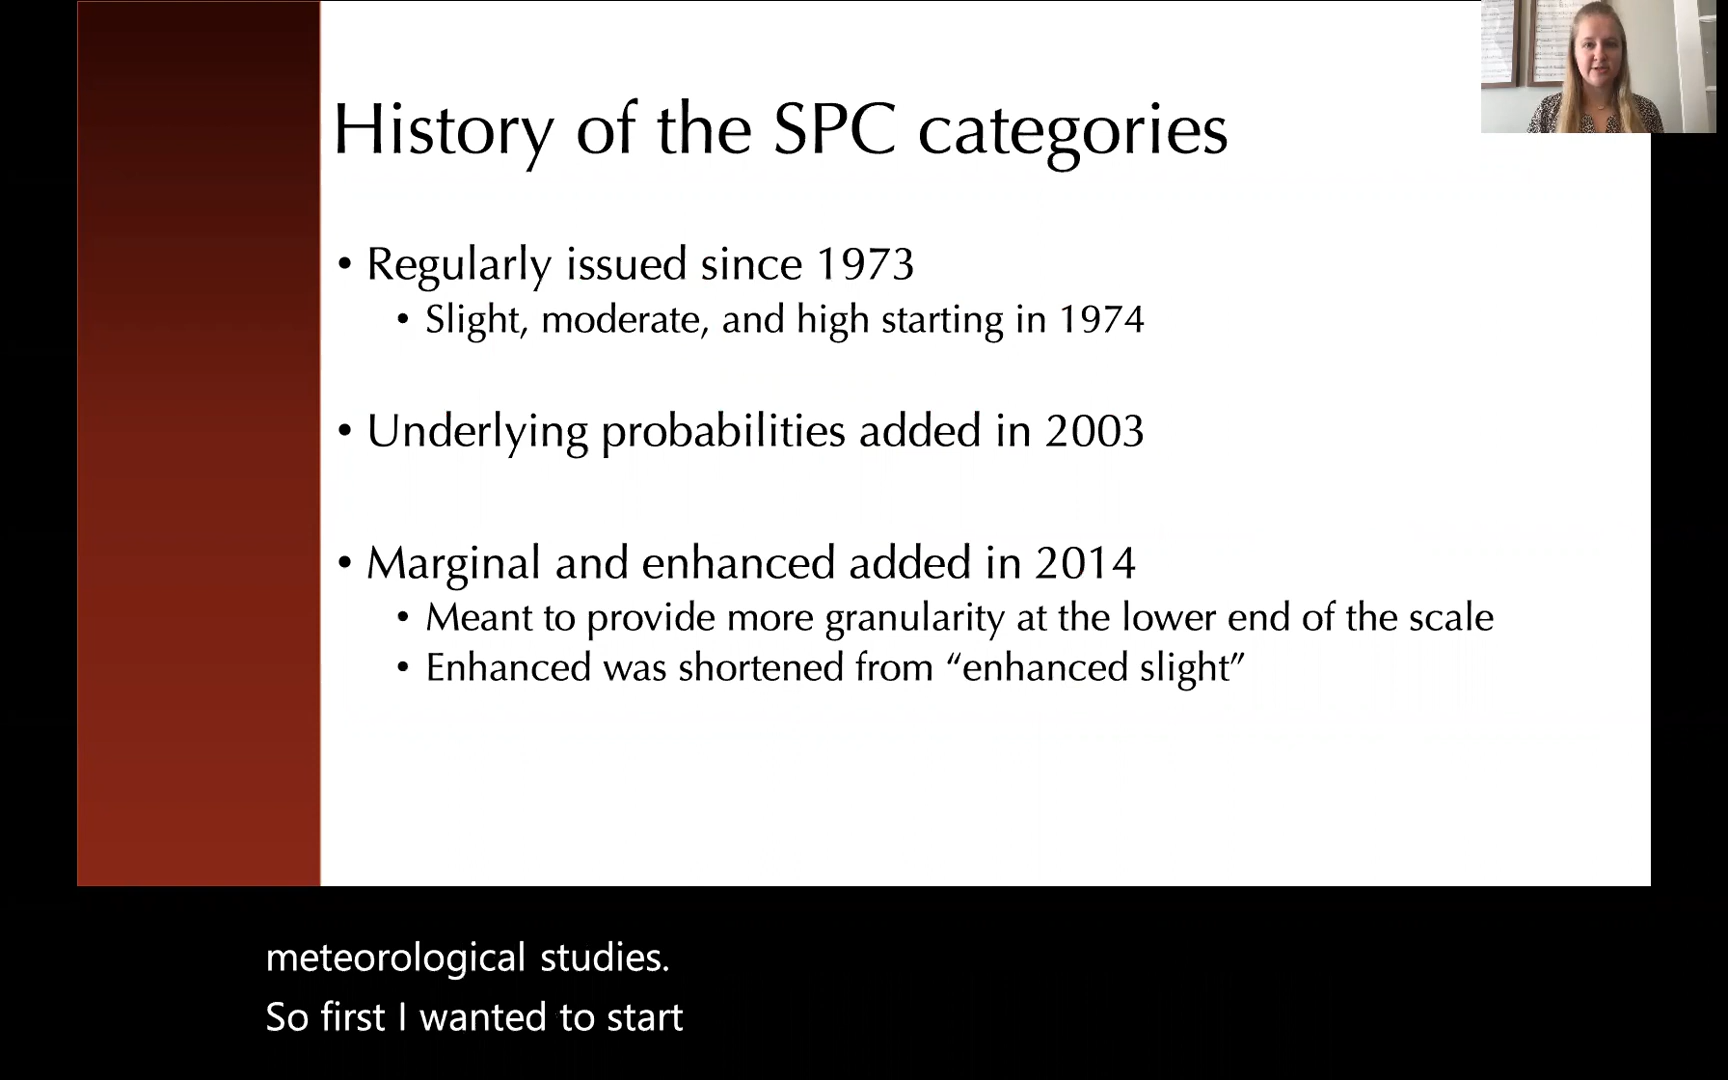 History of the SPC categories
• Regularly issued since 1973
• Slight, moderate, and high starting in 1974
• Underlying probabilities added in 2003
• Marginal and enhanced added in 2014
• Meant to provide more granularity at the lower end of the scale
• Enhanced was shortened from “enhanced slight”
meteorological studies.
So first I wanted to start